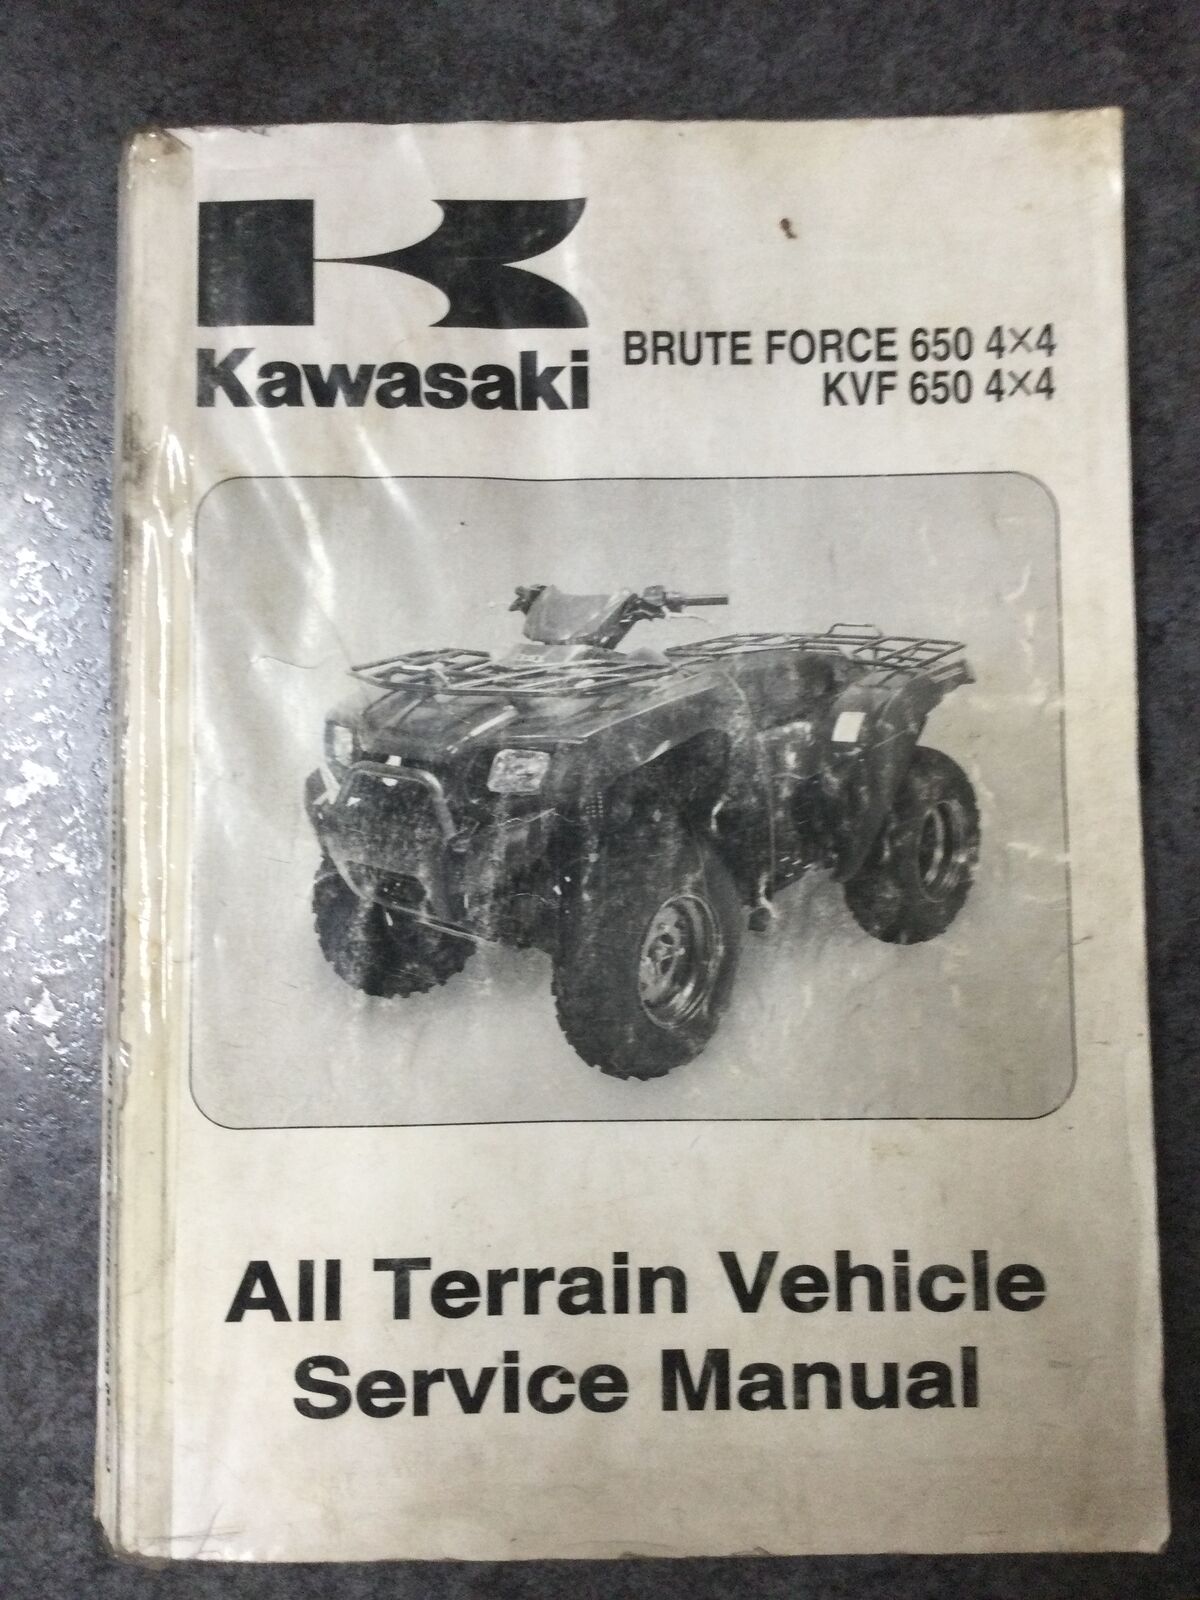 Kawasaki
BRUTE FORCE 650 4×4
KVF 650 4×4
All Terrain Vehicle
Service Manual